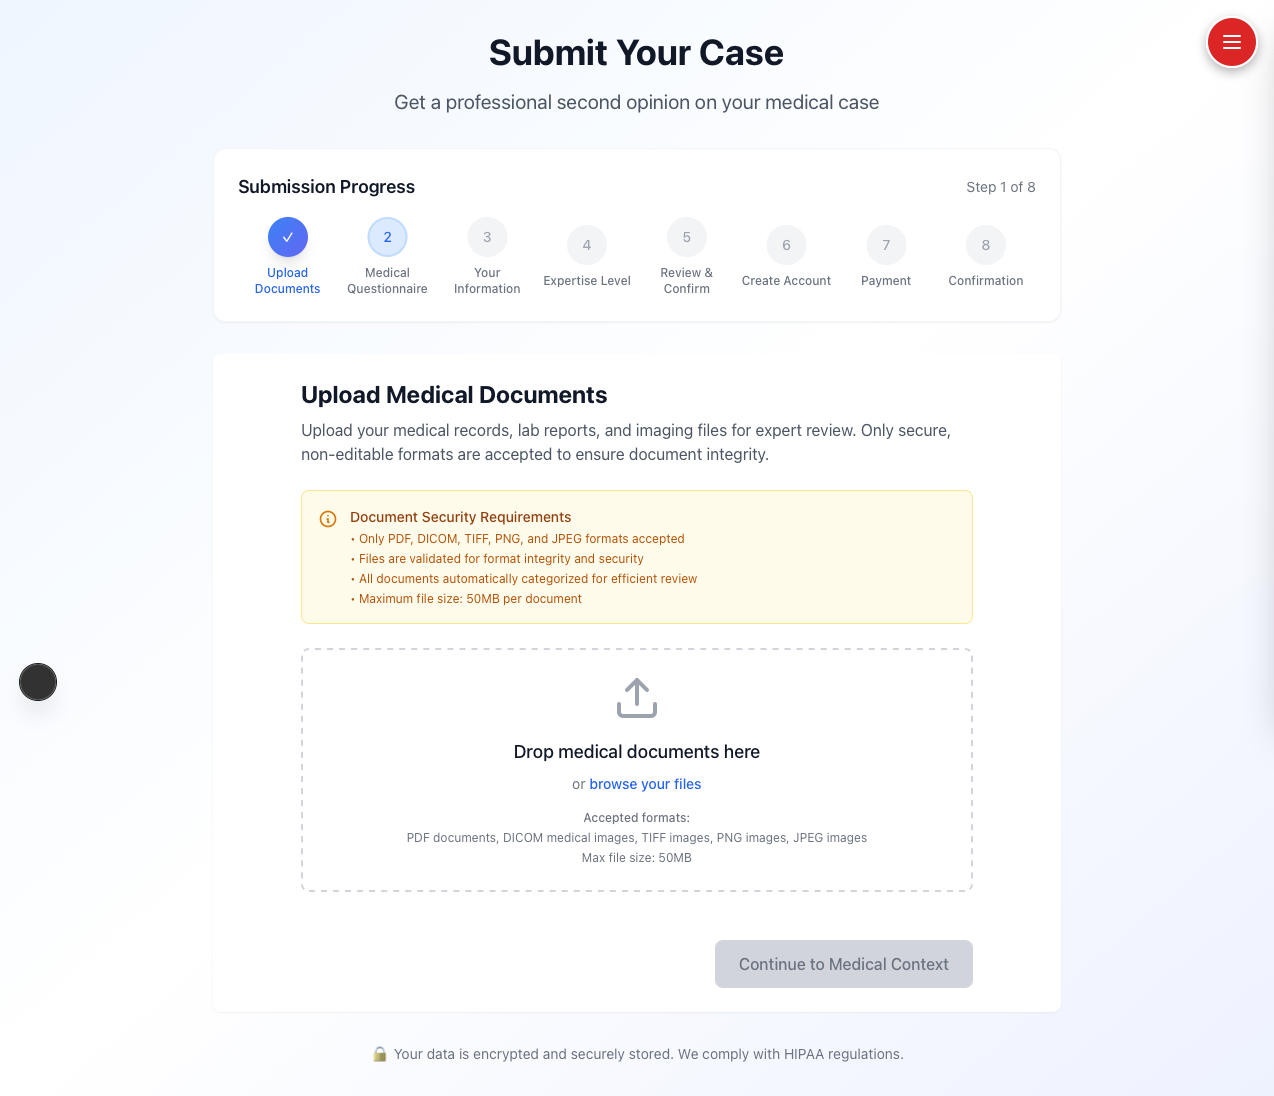 Submit Your Case
Get a professional second opinion on your medical case
Submission Progress
Step 1 of 8
2
3
4
5
6
7
8
Upload
Documents
Medical
Questionnaire
Your
Information
Expertise Level
Review &
Confirm
Create Account
Payment
Confirmation
Upload Medical Documents
Upload your medical records, lab reports, and imaging files for expert review. Only secure,
non-editable formats are accepted to ensure document integrity.
Document Security Requirements
• Only PDF, DICOM, TIFF, PNG, and JPEG formats accepted
• Files are validated for format integrity and security
• All documents automatically categorized for efficient review
• Maximum file size: 50MB per document
Drop medical documents here
or browse your files
Accepted formats:
PDF documents, DICOM medical images, TIFF images, PNG images, JPEG images
Max file size: 50MB
Continue to Medical Context
🔒 Your data is encrypted and securely stored. We comply with HIPAA regulations.